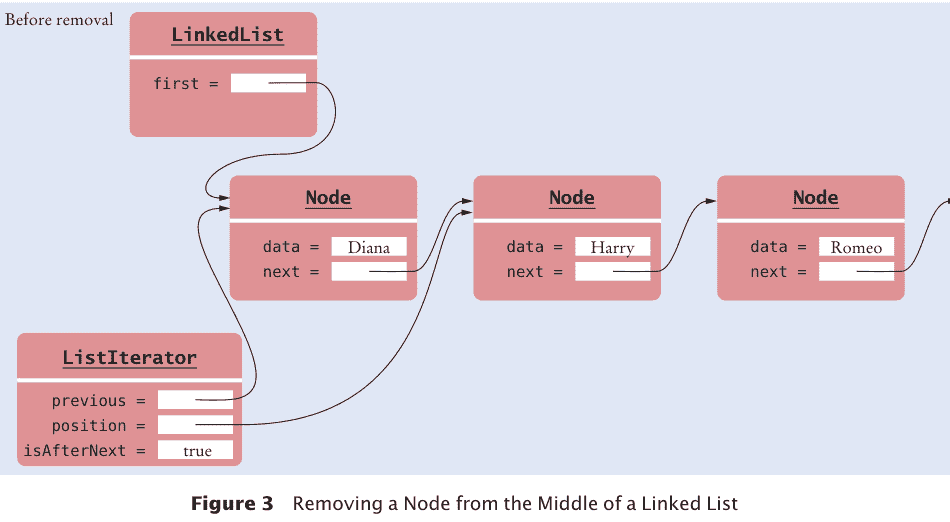 Before removal
LinkedList
first =
Node
data = Diana
next =
Node
data = Harry
next =
Node
data = Romeo
next =
ListIterator
previous =
position =
isAfterNext = true
Figure 3 Removing a Node from the Middle of a Linked List